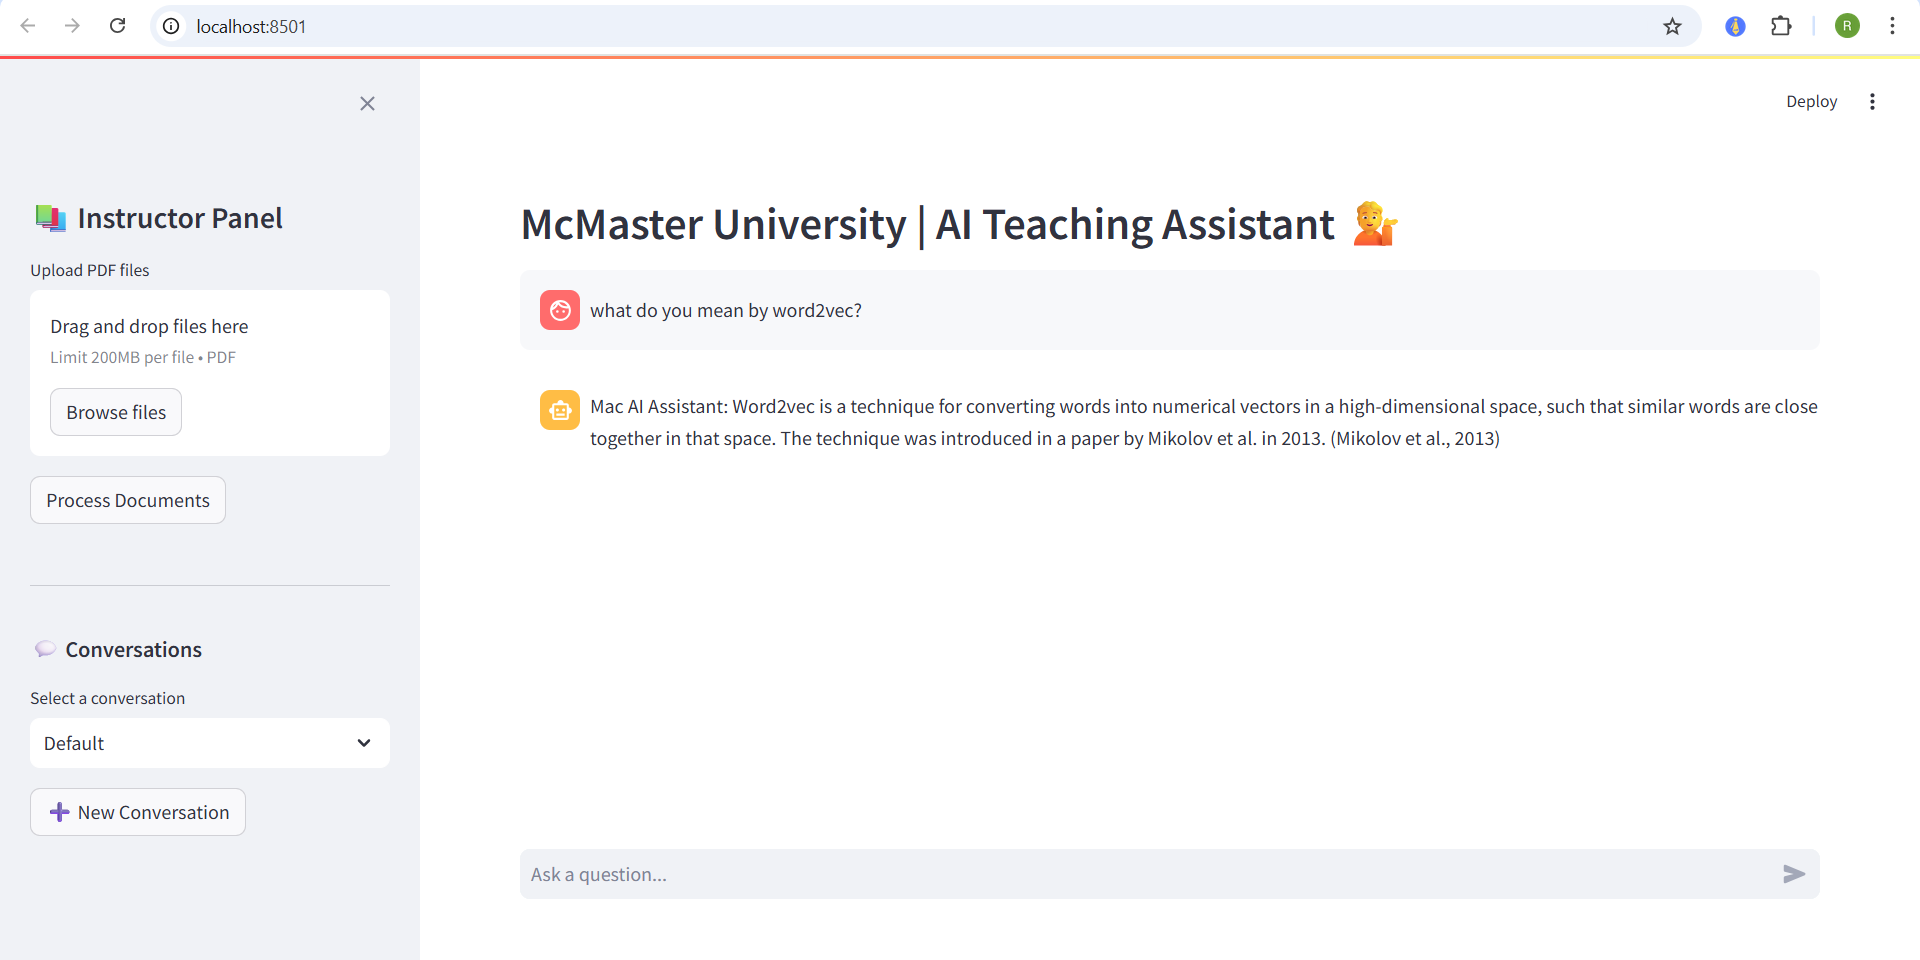 localhost:8501
R
Deploy
Instructor Panel
Upload PDF files
Drag and drop files here
Limit 200MB per file • PDF
Browse files
Process Documents
Conversations
Select a conversation
Default
New Conversation
McMaster University | AI Teaching Assistant
what do you mean by word2vec?
Mac AI Assistant: Word2vec is a technique for converting words into numerical vectors in a high-dimensional space, such that similar words are close
together in that space. The technique was introduced in a paper by Mikolov et al. in 2013. (Mikolov et al., 2013)
Ask a question...